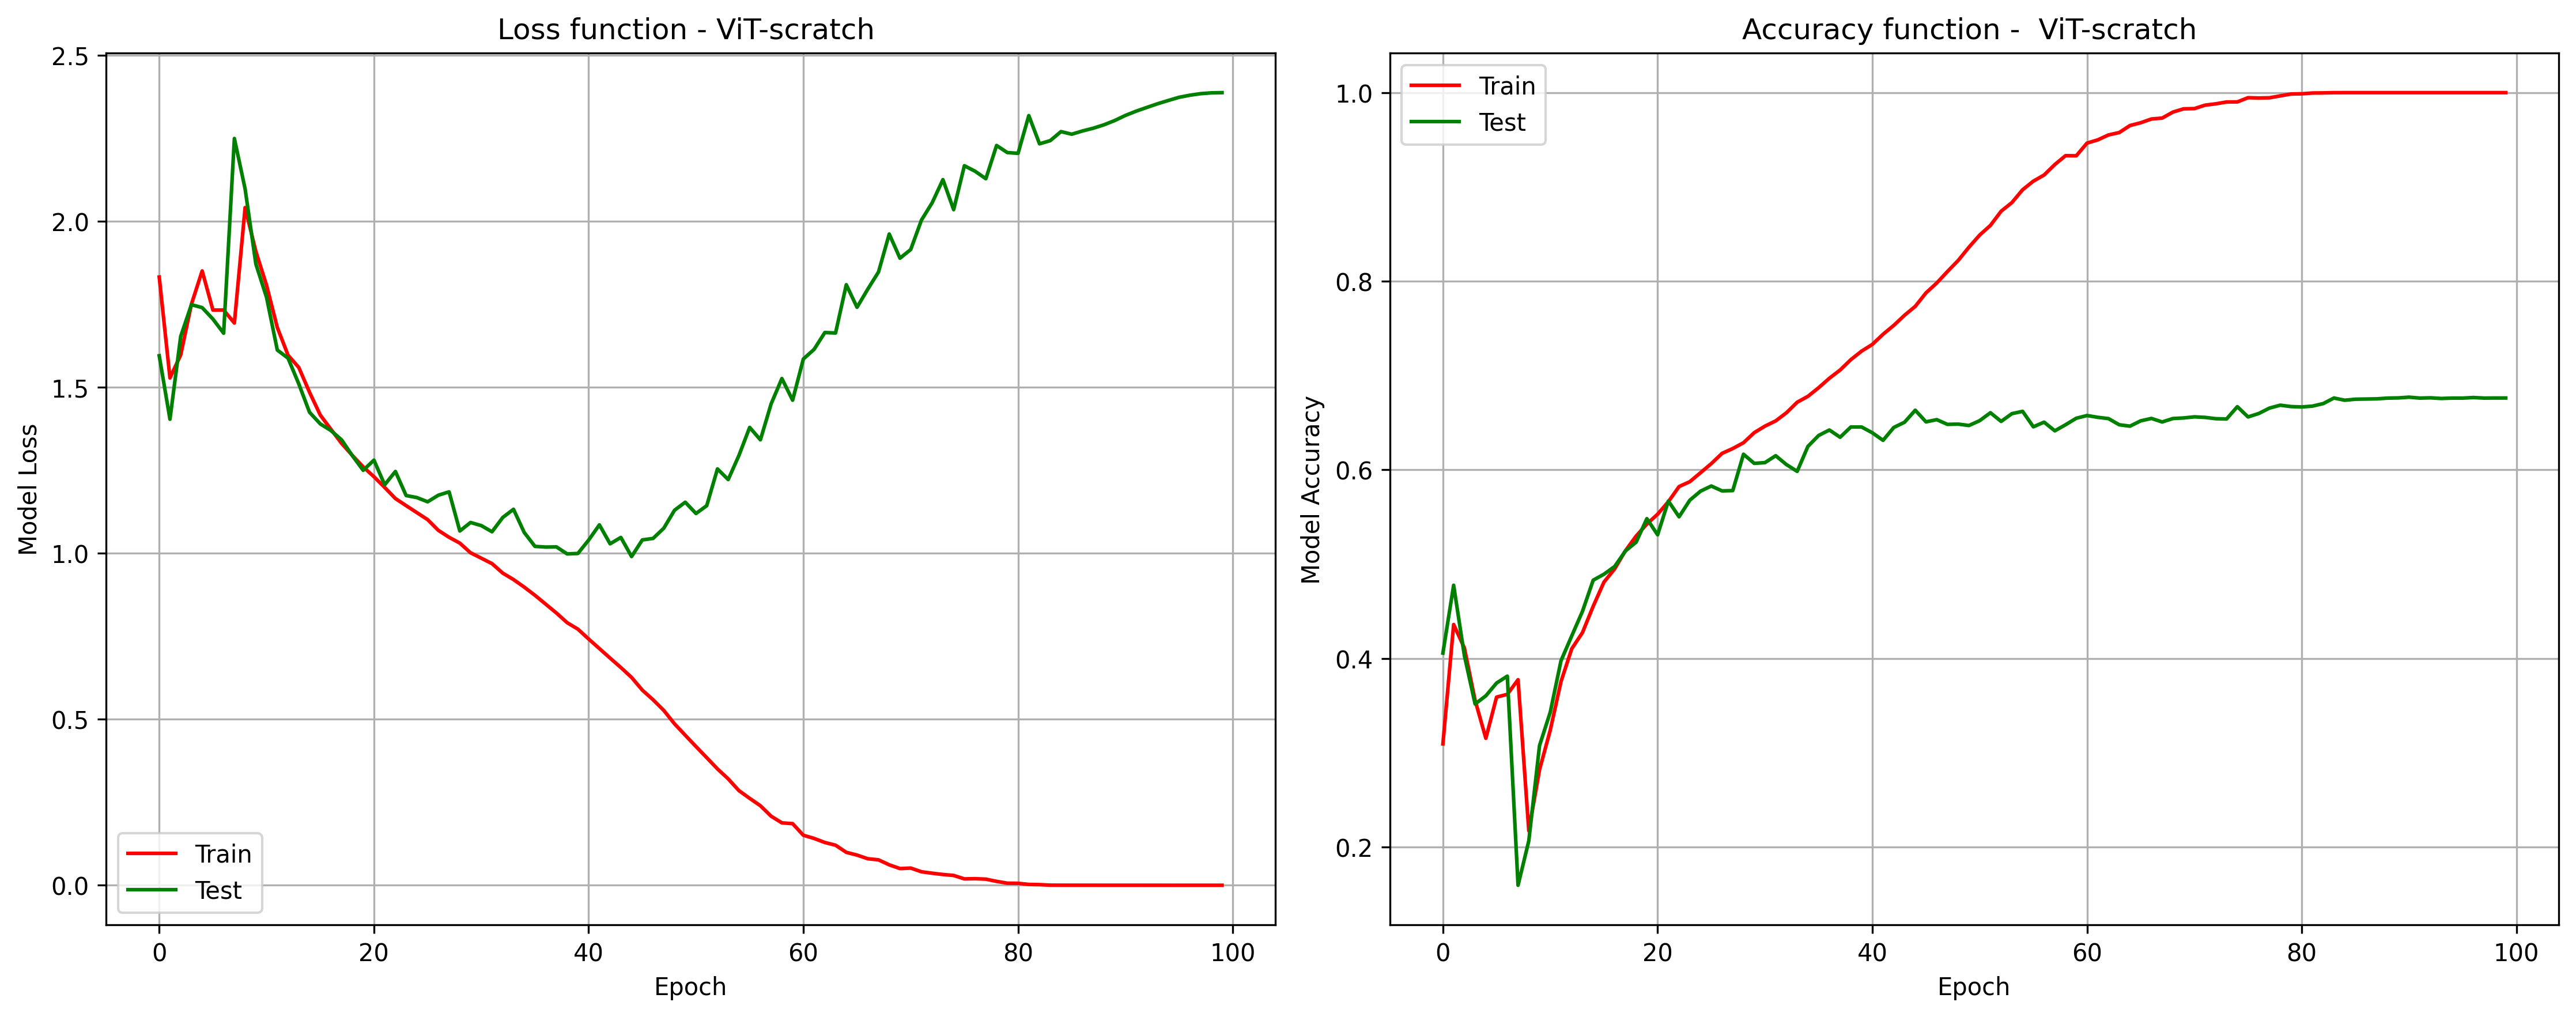 Loss function - ViT-scratch
2.5
2.0
1.5
1.0
0.5
0.0
Model Loss
Train
Test
0 20 40 60 80 100
Epoch
Accuracy function -  ViT-scratch
Train
Test
1.0
0.8
0.6
0.4
0.2
Model Accuracy
0 20 40 60 80 100
Epoch